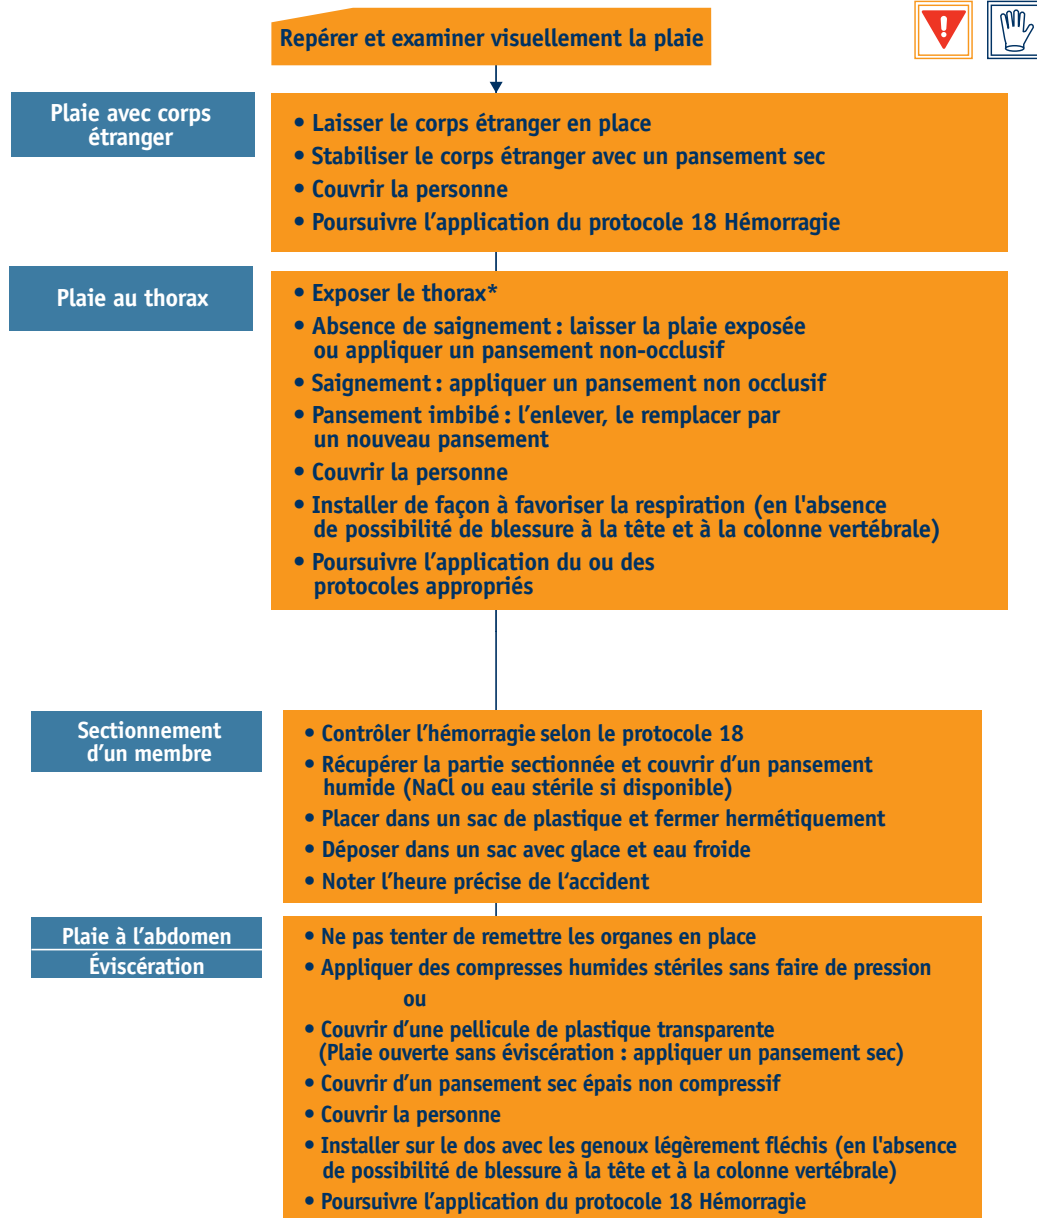 Repérer et examiner visuellement la plaie
Plaie avec corps
étranger
• Laisser le corps étranger en place
• Stabiliser le corps étranger avec un pansement sec
• Couvrir la personne
• Poursuivre l’application du protocole 18 Hémorragie
Plaie au thorax
• Exposer le thorax*
• Absence de saignement : laisser la plaie exposée
ou appliquer un pansement non-occlusif
• Saignement : appliquer un pansement non occlusif
• Pansement imbibé : l’enlever, le remplacer par
un nouveau pansement
• Couvrir la personne
• Installer de façon à favoriser la respiration (en l'absence
de possibilité de blessure à la tête et à la colonne vertébrale)
• Poursuivre l’application du ou des
protocoles appropriés
Sectionnement
d’un membre
• Contrôler l’hémorragie selon le protocole 18
• Récupérer la partie sectionnée et couvrir d’un pansement
humide (NaCl ou eau stérile si disponible)
• Placer dans un sac de plastique et fermer hermétiquement
• Déposer dans un sac avec glace et eau froide
• Noter l’heure précise de l‘accident
Plaie à l’abdomen
Éviscération
• Ne pas tenter de remettre les organes en place
• Appliquer des compresses humides stériles sans faire de pression
ou
• Couvrir d’une pellicule de plastique transparente
(Plaie ouverte sans éviscération : appliquer un pansement sec)
• Couvrir d’un pansement sec épais non compressif
• Couvrir la personne
• Installer sur le dos avec les genoux légèrement fléchis (en l'absence
de possibilité de blessure à la tête et à la colonne vertébrale)
• Poursuivre l’application du protocole 18 Hémorragie